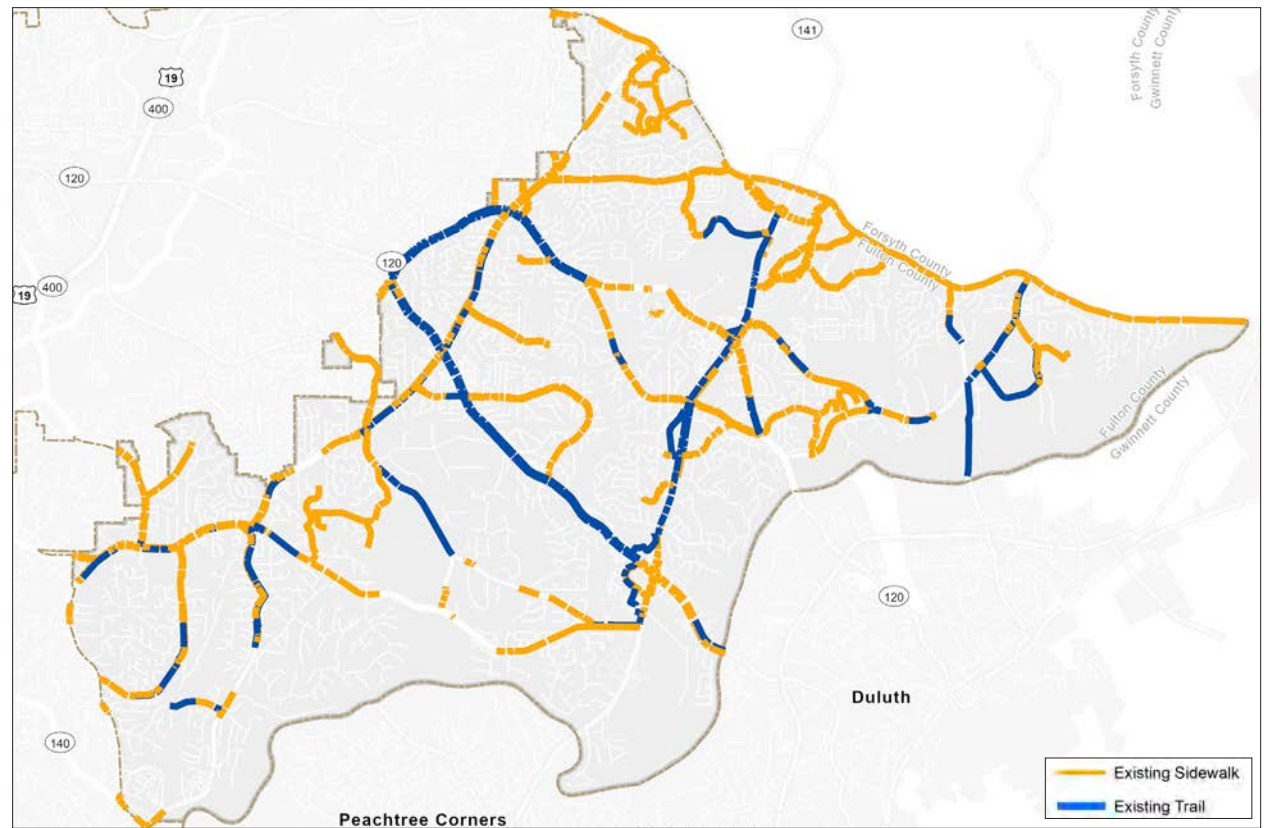 141
Forsyth County
Gwinnett County
19
400
120
Forsyth County
Fulton County
120
19
400
Fulton County
Gwinnett County
120
Duluth
140
Existing Sidewalk
Existing Trail
Peachtree Corners